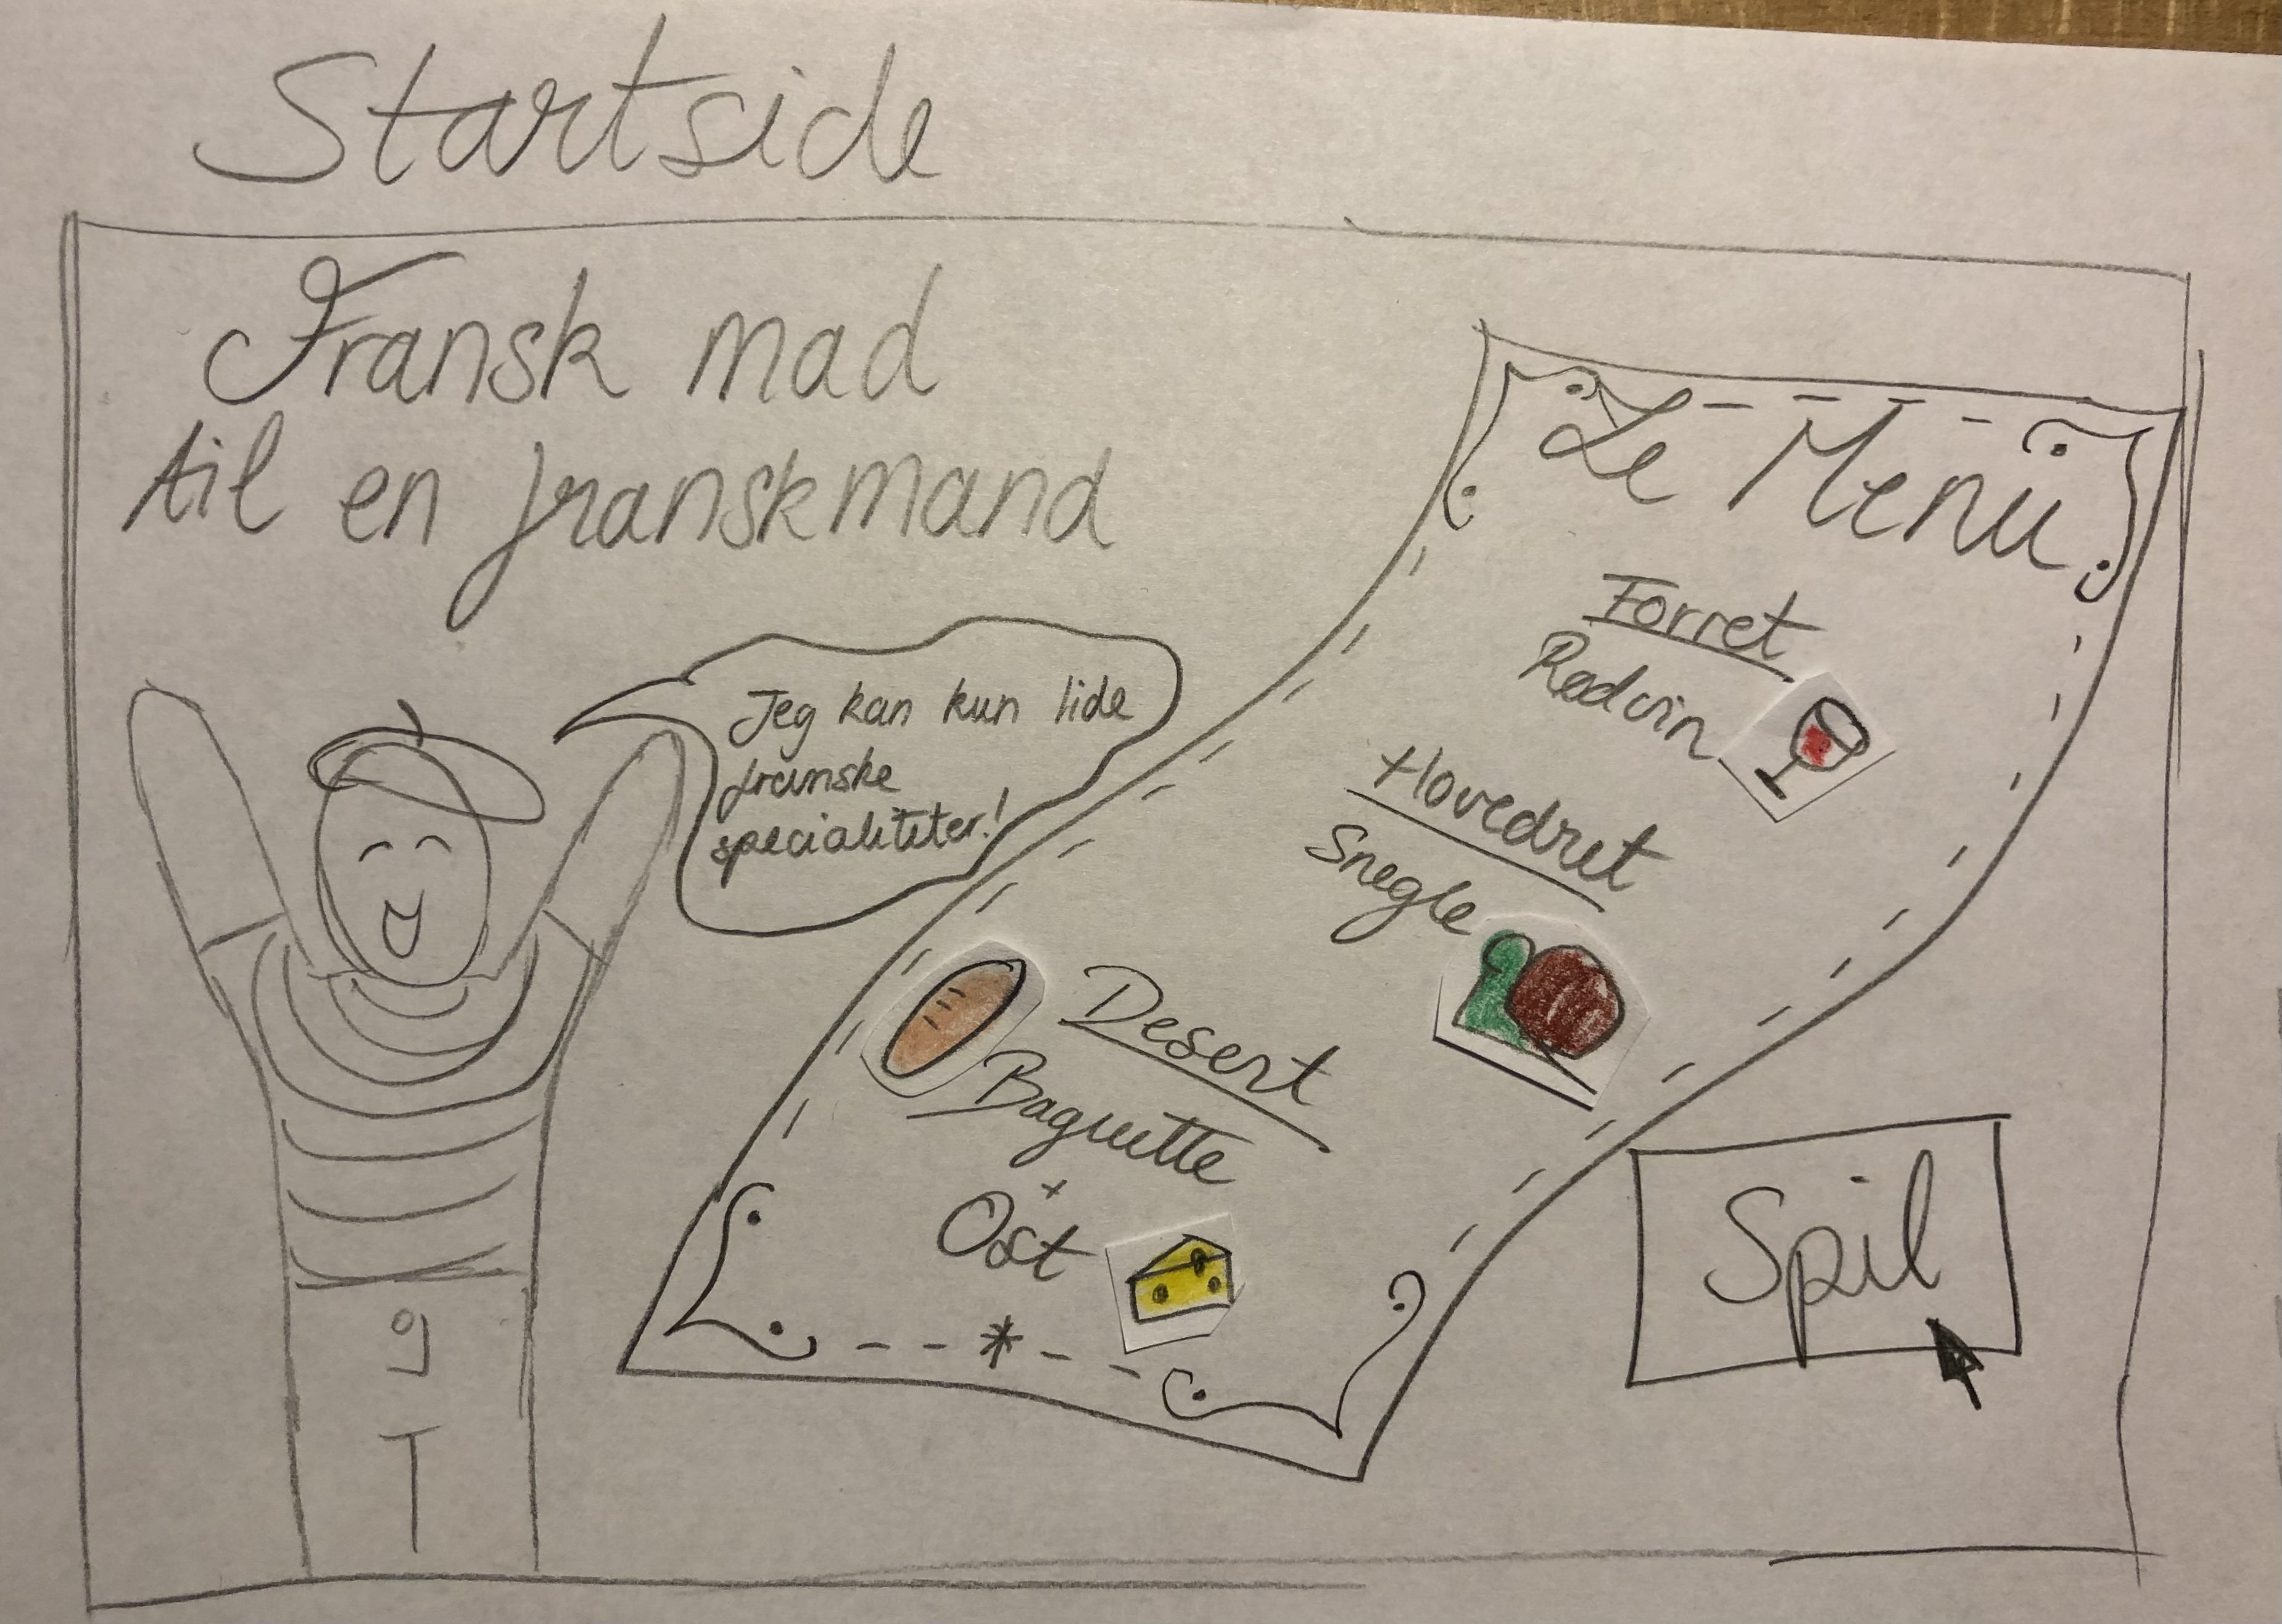 Startside
Fransk mad
til en franskmand
Jeg kan kun lide
franske
specialiteter!
Le Menu
Forret
Rødvin
Hovedret
Snegle
Desert
Baguette
+
Ost
Spil